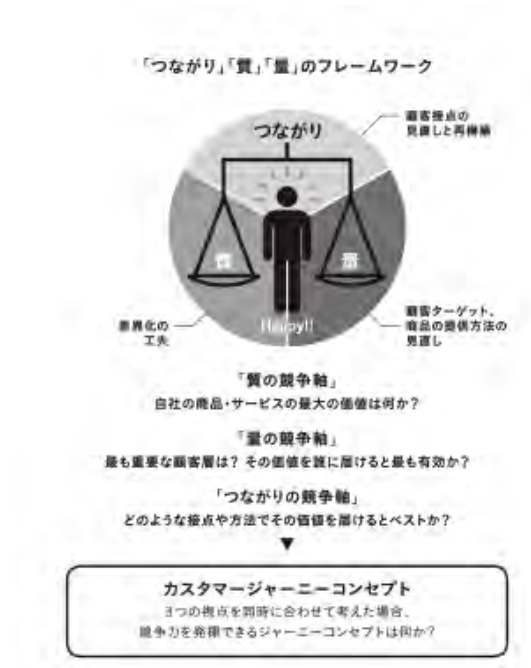 「つながり」「質」「量」のフレームワーク
つながり
顧客接点の
見直しと再構築
質
量
差異化の
工夫
Happy!!
顧客ターゲット、
商品の提供方法の
見直し
「質の競争軸」
自社の商品・サービスの最大の価値は何か?
「量の競争軸」
最も重要な顧客層は? その価値を誰に届けると最も有効か?
「つながりの競争軸」
どのような接点や方法でその価値を届けるとベストか?
カスタマージャーニーコンセプト
3つの視点を同時に合わせて考えた場合、
競争力を発揮できるジャーニーコンセプトは何か?